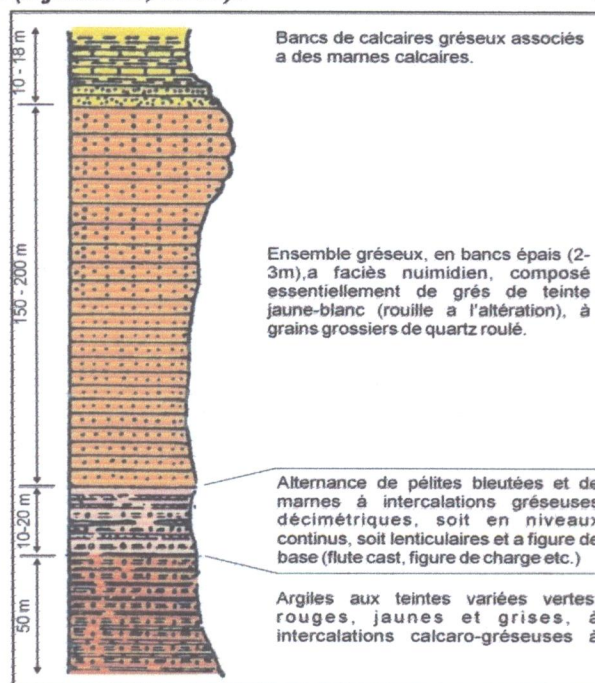 Bancs de calcaires gréseux associés
a des marnes calcaires.
10 - 18 m
Ensemble gréseux, en bancs épais (2-
3m),a faciès nuimidien, composé
essentiellement de grés de teinte
jaune-blanc (rouille a l'altération), à
grains grossiers de quartz roulé.
150 - 200 m
Alternance de pélites bleutées et de
marnes á intercalations gréseuses
décimétriques, soit en niveaux
continus, soit lenticulaires et a figure de
base (flute cast, figure de charge etc.)
10-20 m
Argiles aux teintes variées vertes
rouges, jaunes et grises, á
intercalations calcaro-gréseuses á
50 m